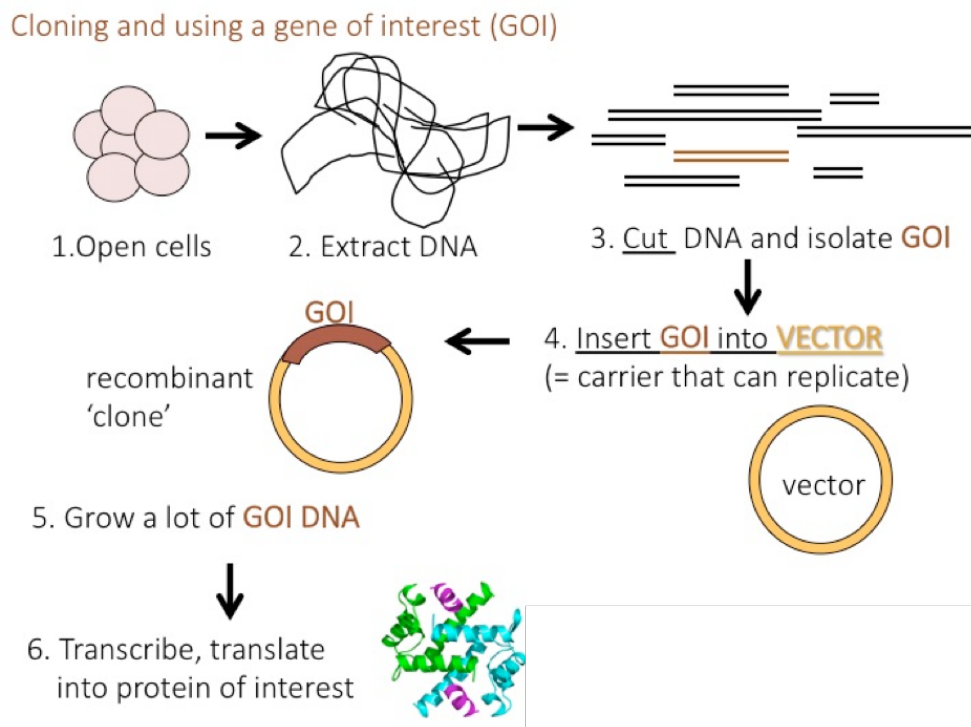 Cloning and using a gene of interest (GOI)
1.Open cells
2. Extract DNA
3. Cut DNA and isolate GOI
4. Insert GOI into VECTOR
(= carrier that can replicate)
vector
GOI
recombinant
‘clone’
5. Grow a lot of GOI DNA
6. Transcribe, translate
into protein of interest